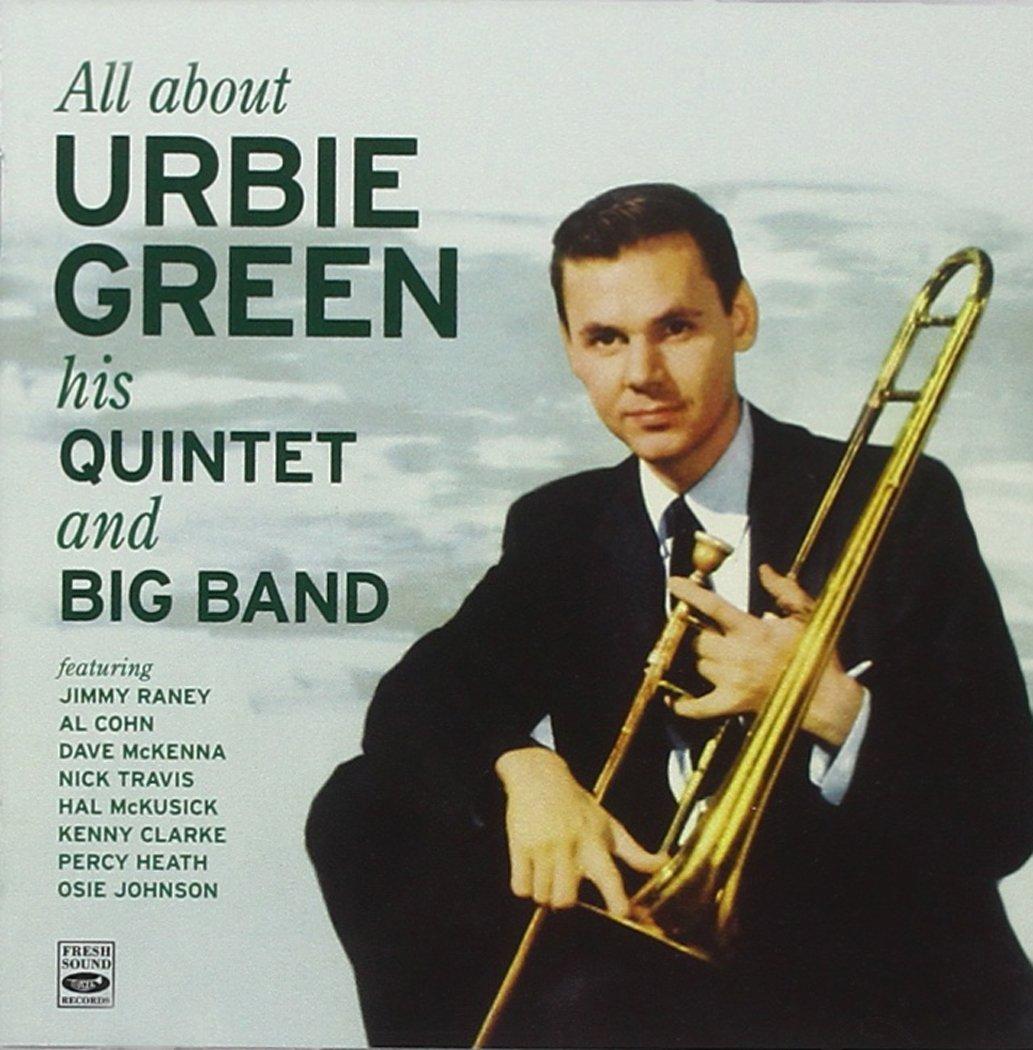 All about
URBIE
GREEN
his
QUINTET
and
BIG BAND
featuring
JIMMY RANEY
AL COHN
DAVE McKENNA
NICK TRAVIS
HAL McKUSICK
KENNY CLARKE
PERCY HEATH
OSIE JOHNSON
FRESH
SOUND
RECORDS